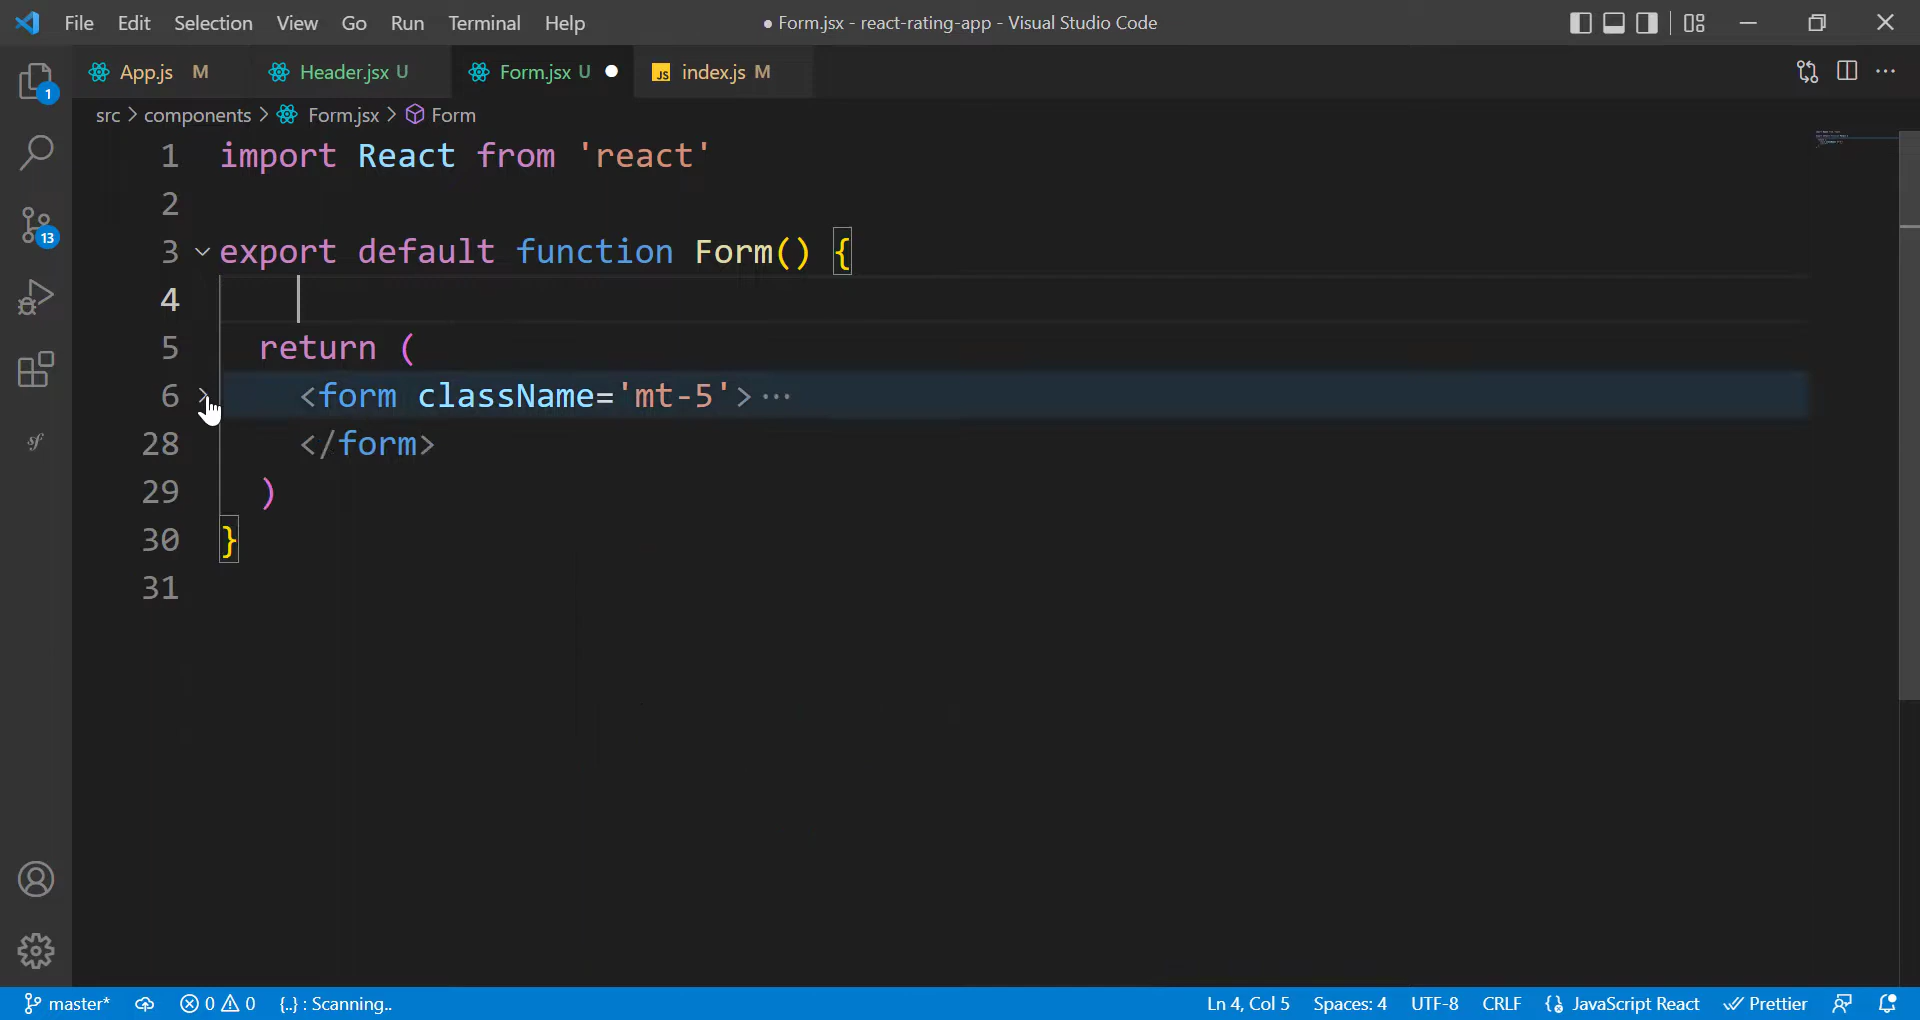 File Edit Selection View Go Run Terminal Help
● Form.jsx - react-rating-app - Visual Studio Code
App.js M
Header.jsx U
Form.jsx U ●
JS index.js M
src > components > Form.jsx > Form
1 import React from 'react'
2
3 export default function Form() {
4
5 return (
6 <form className='mt-5'>···
28 </form>
29 )
30 }
31
1
13
master* 0 0 {..} : Scanning..
Ln 4, Col 5 Spaces: 4 UTF-8 CRLF JavaScript React Prettier